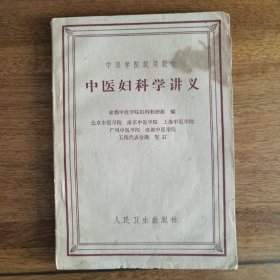 中医学院试用教材
中医妇科学讲义
成都中医学院妇科教研组 编
北京中医学院 南京中医学院 上海中医学院
广州中医学院 成都中医学院
五院代表会议 审訂
人民卫生出版社